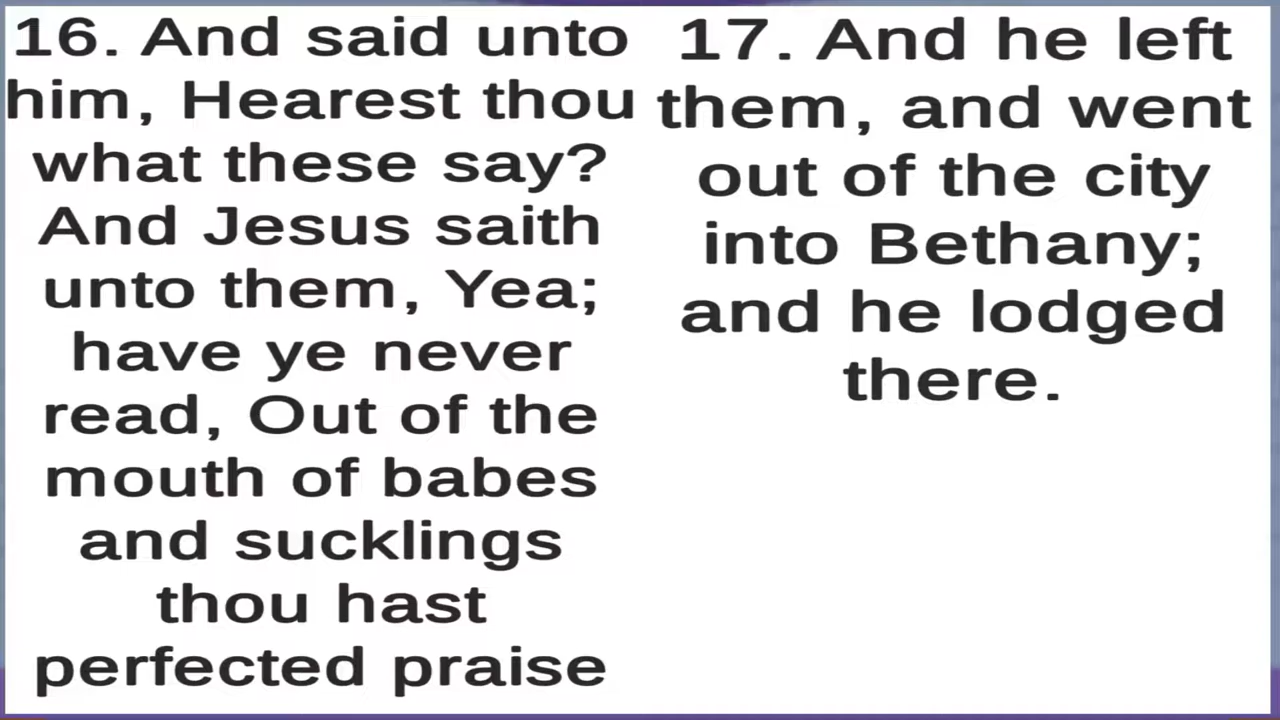 16. And said unto
him, Hearest thou
what these say?
And Jesus saith
unto them, Yea;
have ye never
read, Out of the
mouth of babes
and sucklings
thou hast
perfected praise
17. And he left
them, and went
out of the city
into Bethany;
and he lodged
there.